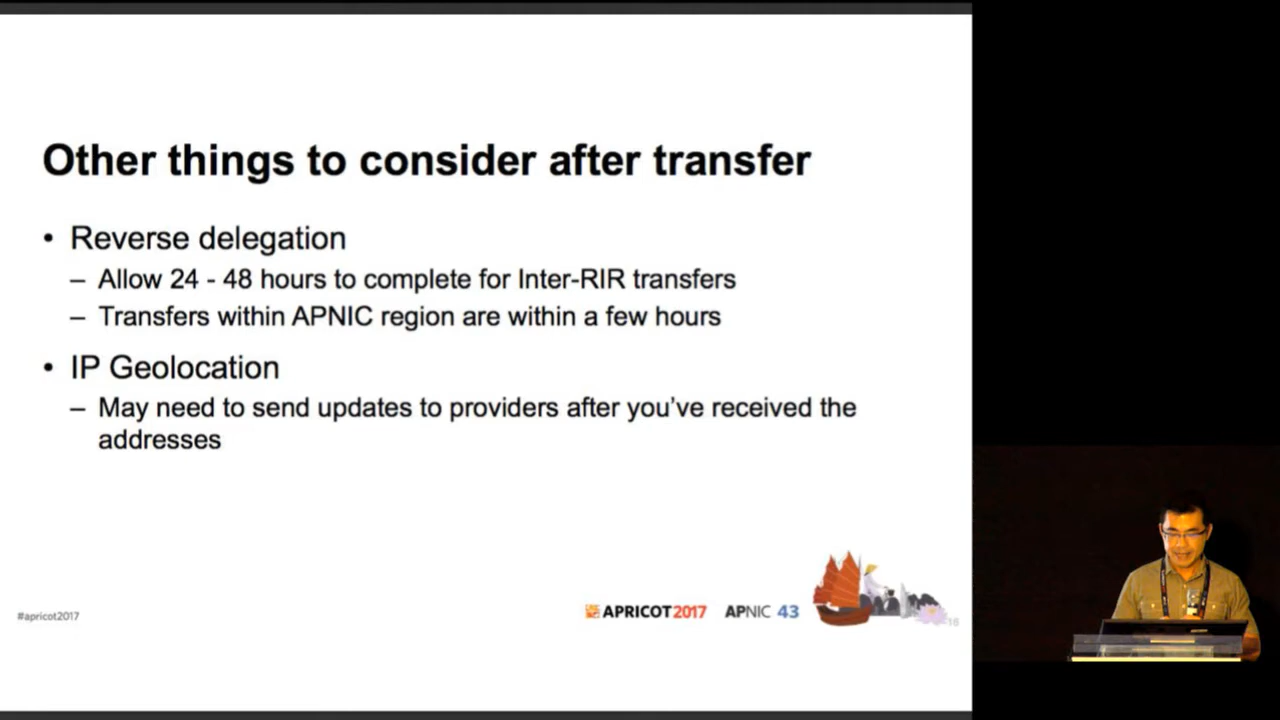 Other things to consider after transfer
• Reverse delegation
– Allow 24 - 48 hours to complete for Inter-RIR transfers
– Transfers within APNIC region are within a few hours
• IP Geolocation
– May need to send updates to providers after you've received the
addresses
#apricot2017
APRICOT2017 APNIC 43
16